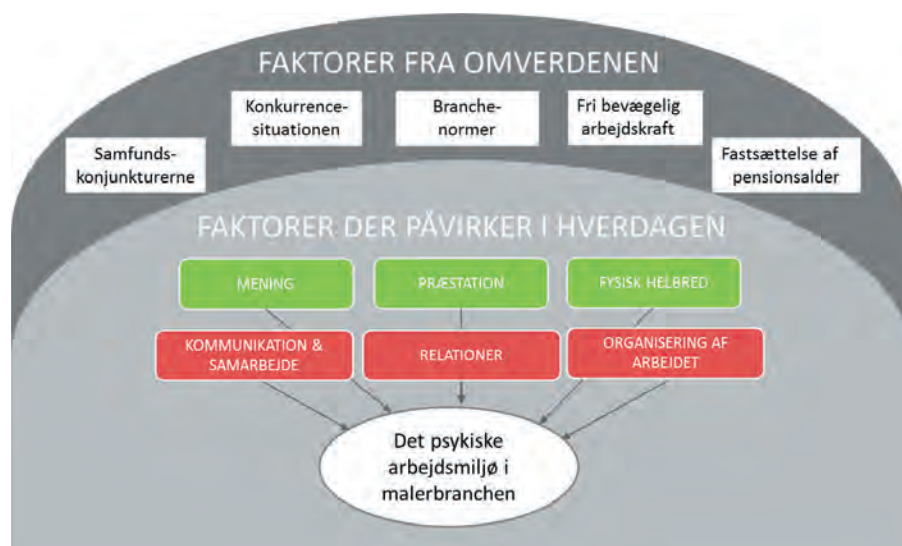 FAKTORER FRA OMVERDENEN
Samfunds-
konjunkturerne
Konkurrence-
situationen
Branche-
normer
Fri bevægelig
arbejdskraft
Fastsættelse af
pensionsalder
FAKTORER DER PÅVIRKER I HVERDAGEN
MENING
PRÆSTATION
FYSISK HELBRED
KOMMUNIKATION &
SAMARBEJDE
RELATIONER
ORGANISERING AF
ARBEJDET
Det psykiske
arbejdsmiljø i
malerbranchen